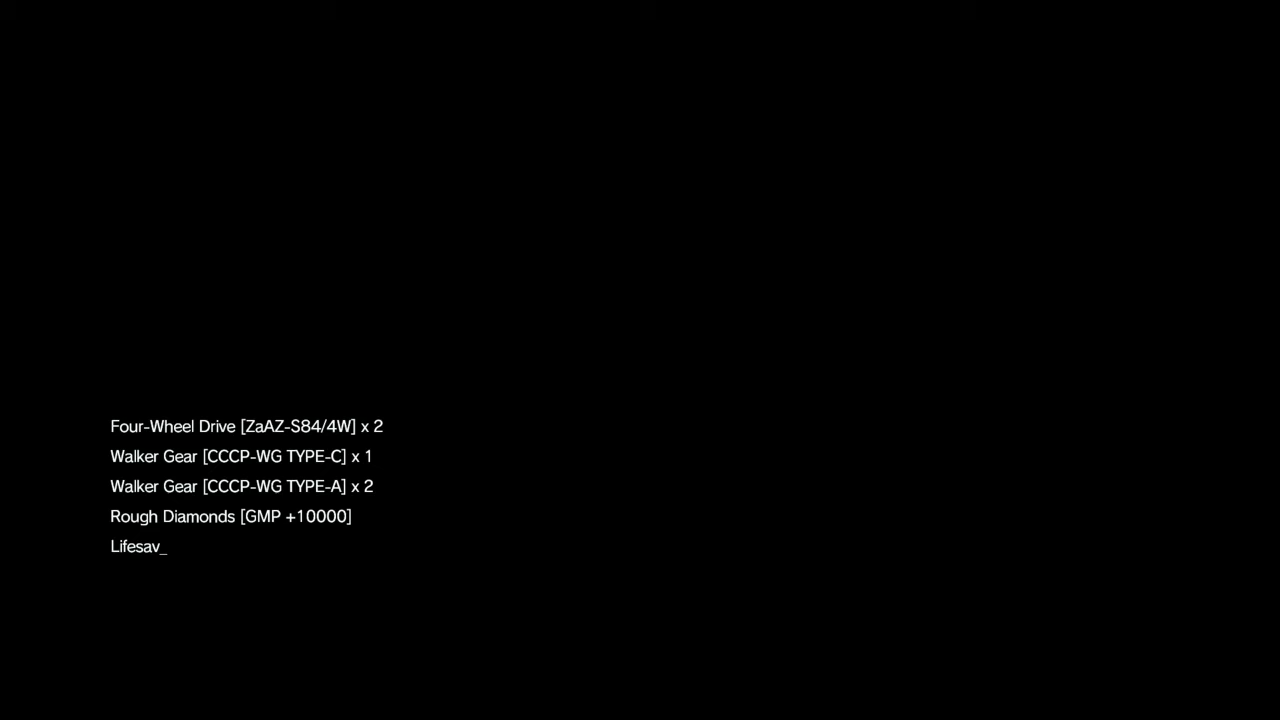 Four-Wheel Drive [ZaAZ-S84/4W] x 2
Walker Gear [CCCP-WG TYPE-C] x 1
Walker Gear [CCCP-WG TYPE-A] x 2
Rough Diamonds [GMP +10000]
Lifesav_